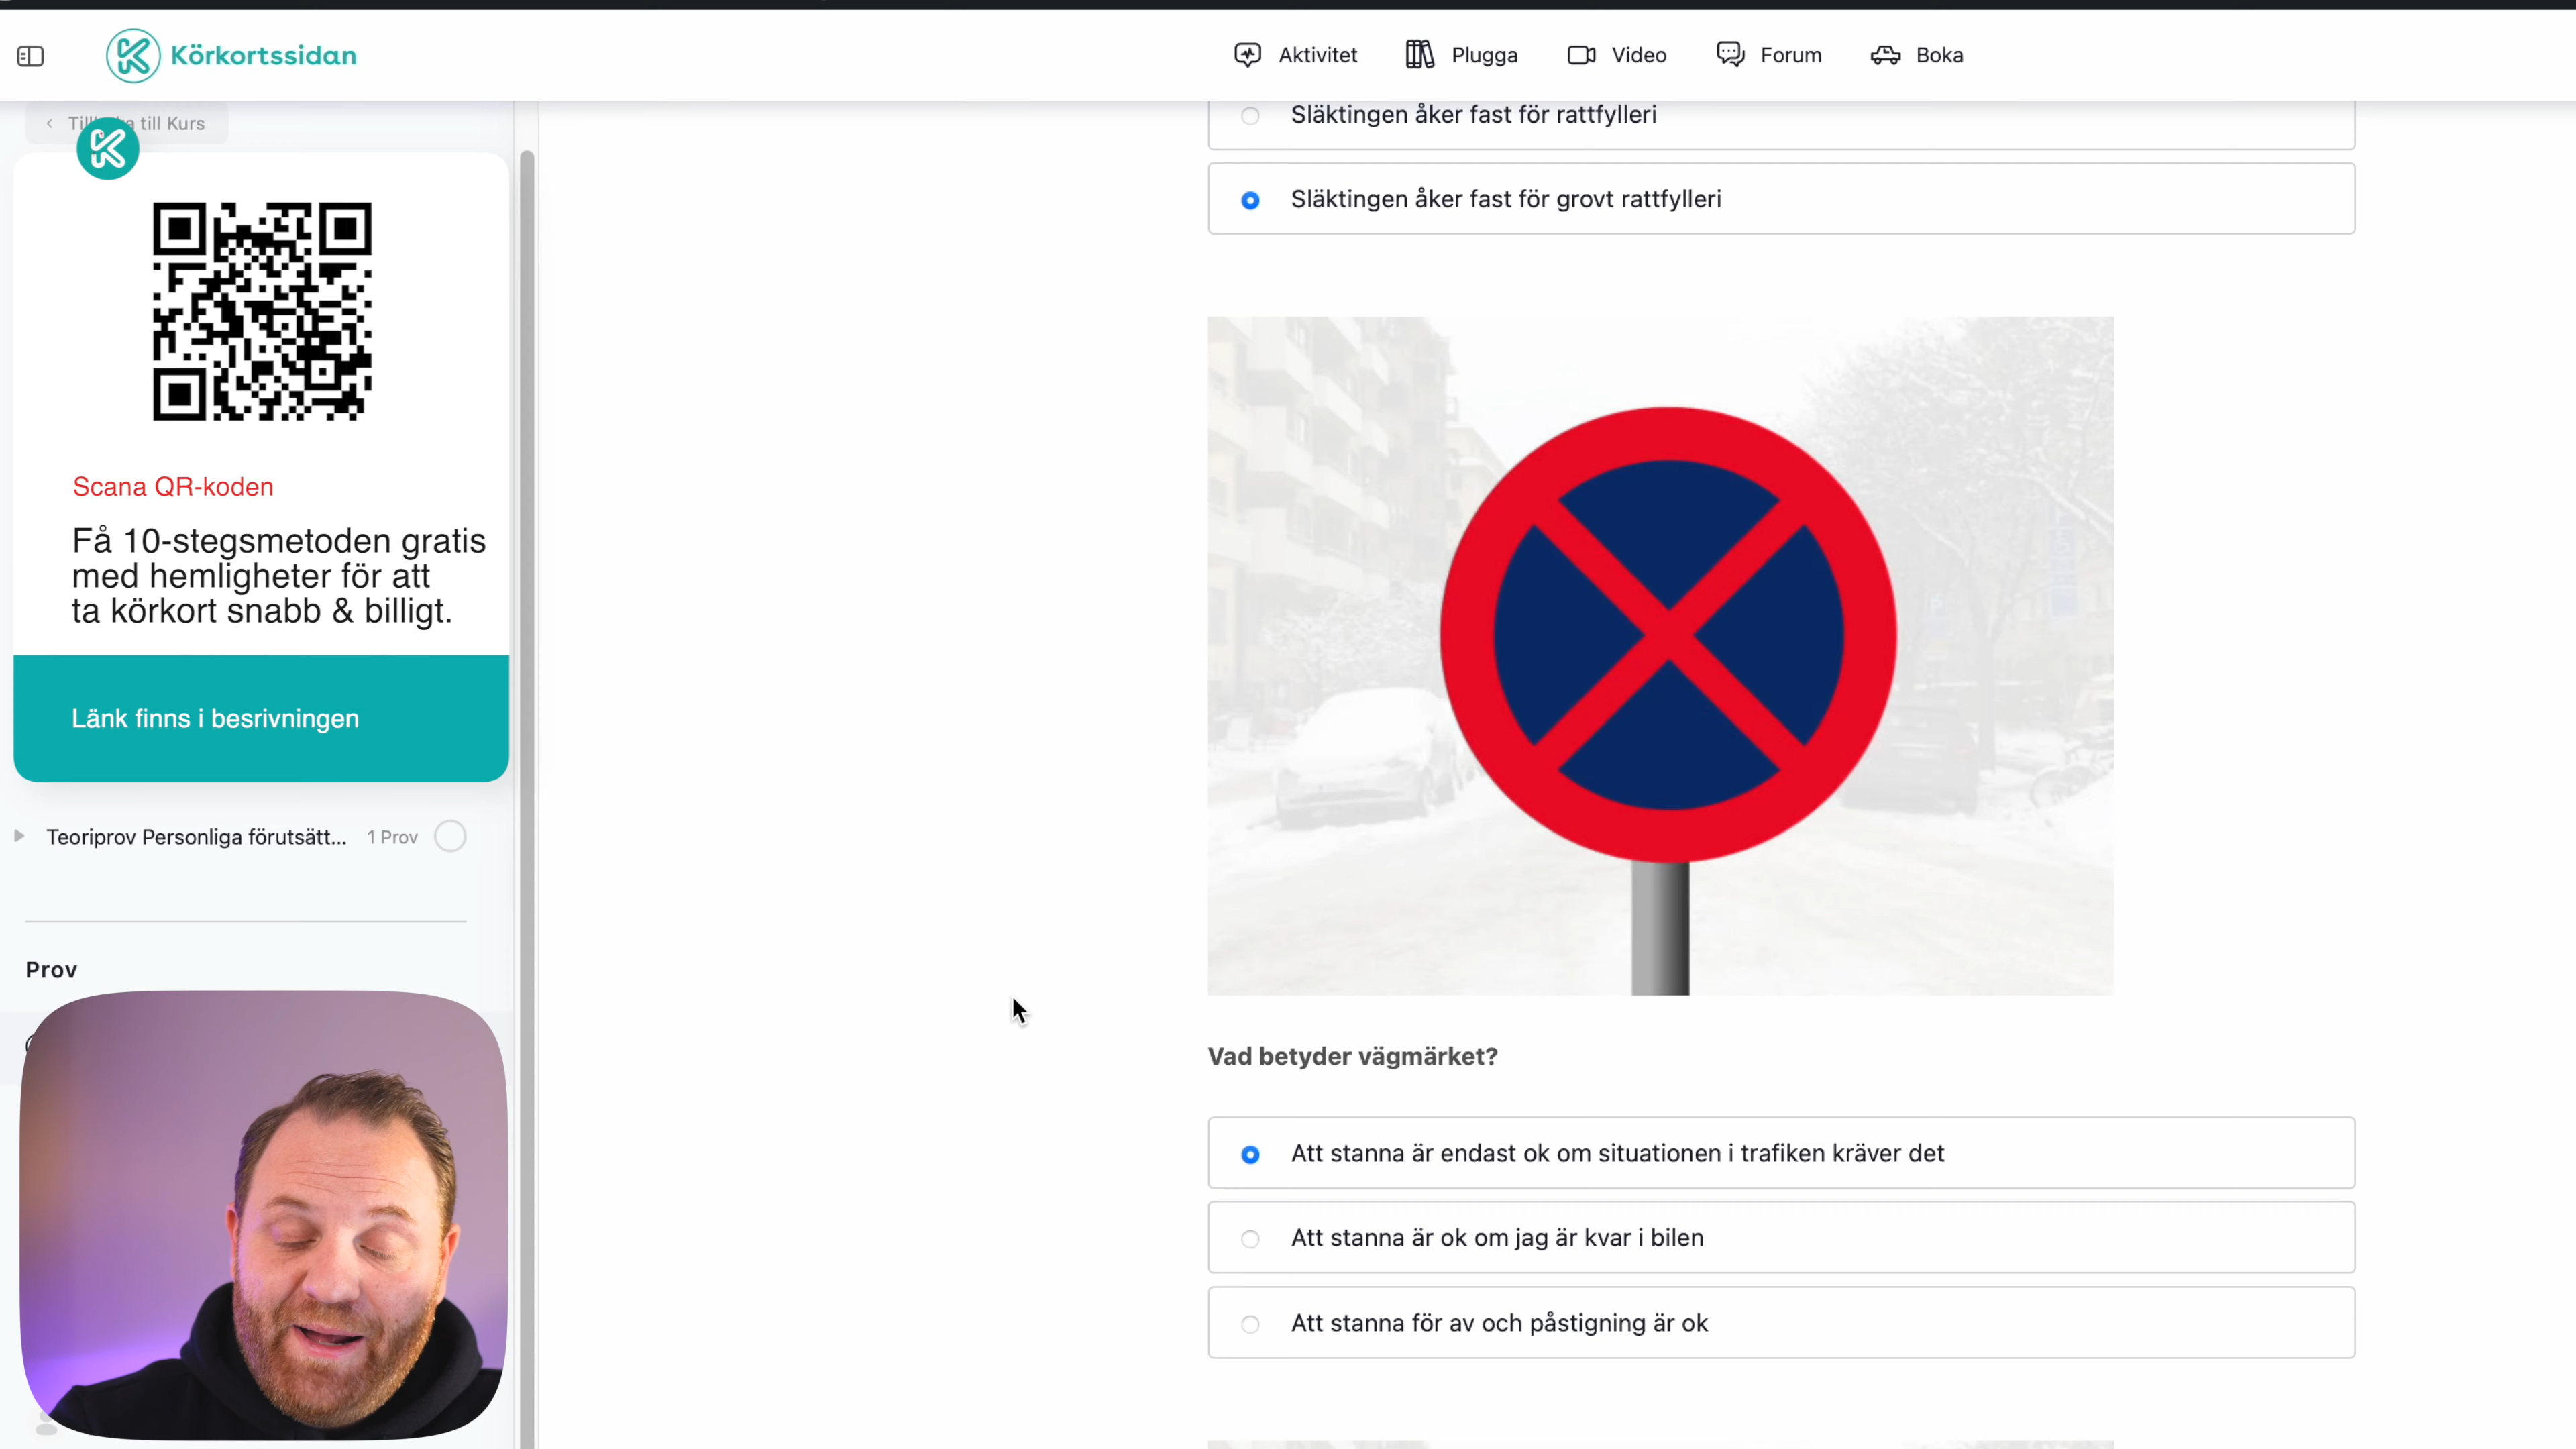 Körkortssidan
Aktivitet
Plugga
Video
Forum
Boka
till Kurs
Scana QR-koden
Få 10-stegsmetoden gratis
med hemligheter för att
ta körkort snabb & billigt.
Länk finns i besrivningen
Teoriprov Personliga förutsätt...
1 Prov
Prov
Släktingen åker fast för rattfylleri
Släktingen åker fast för grovt rattfylleri
Vad betyder vägmärket?
Att stanna är endast ok om situationen i trafiken kräver det
Att stanna är ok om jag är kvar i bilen
Att stanna för av och påstigning är ok